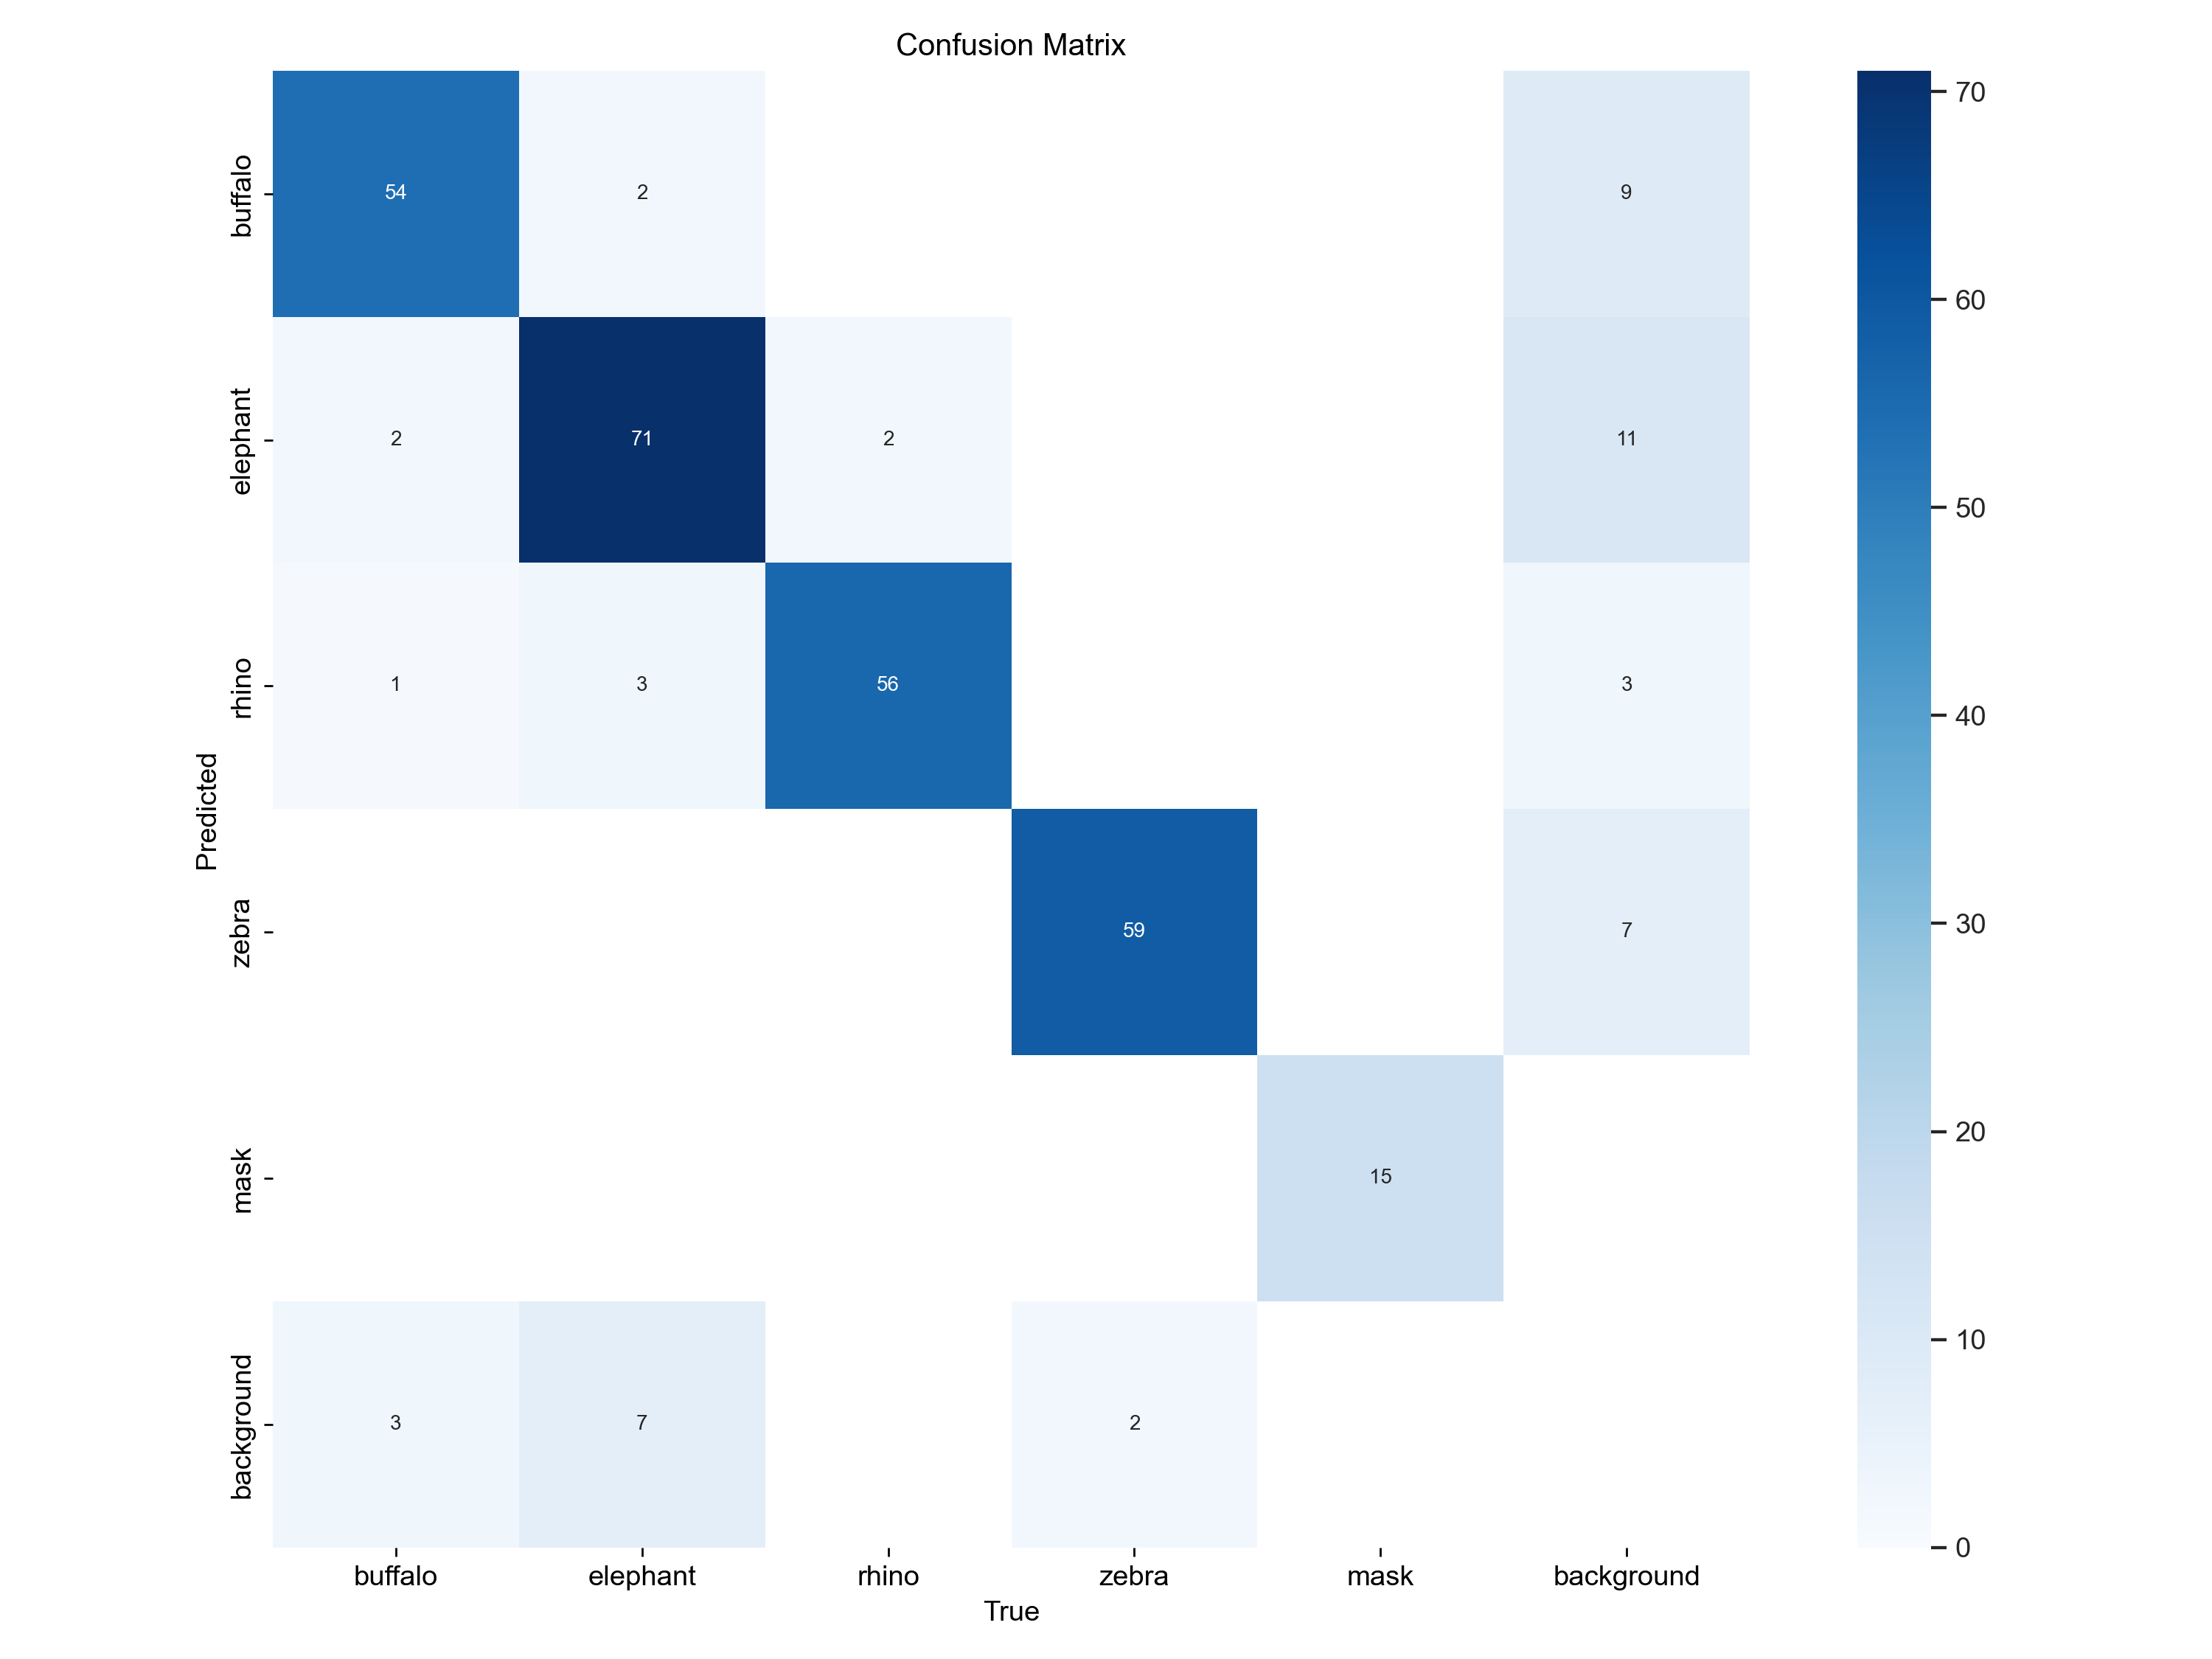 Confusion Matrix
buffalo 54 2 9
elephant 2 71 2 11
rhino 1 3 56 3
zebra 59 7
mask 15
background 3 7 2
buffalo elephant rhino zebra mask background
True
Predicted
70
60
50
40
30
20
10
0